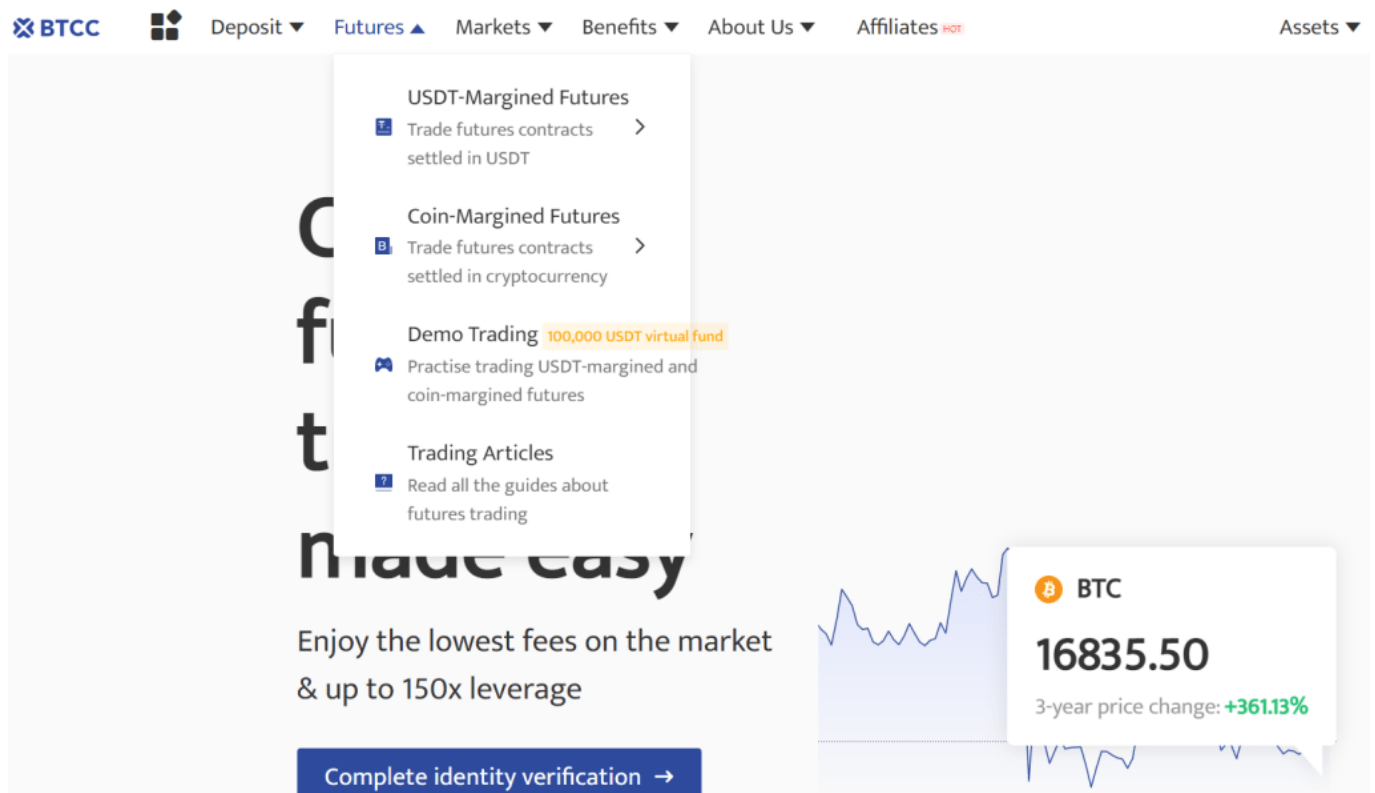 BTCC
Deposit
Futures
Markets
Benefits
About Us
Affiliates HOT
Assets
USDT-Margined Futures
Trade futures contracts
settled in USDT
Coin-Margined Futures
Trade futures contracts
settled in cryptocurrency
Demo Trading 100,000 USDT virtual fund
Practise trading USDT-margined and
coin-margined futures
Trading Articles
Read all the guides about
futures trading
made easy
Enjoy the lowest fees on the market
& up to 150x leverage
Complete identity verification →
BTC
16835.50
3-year price change: +361.13%